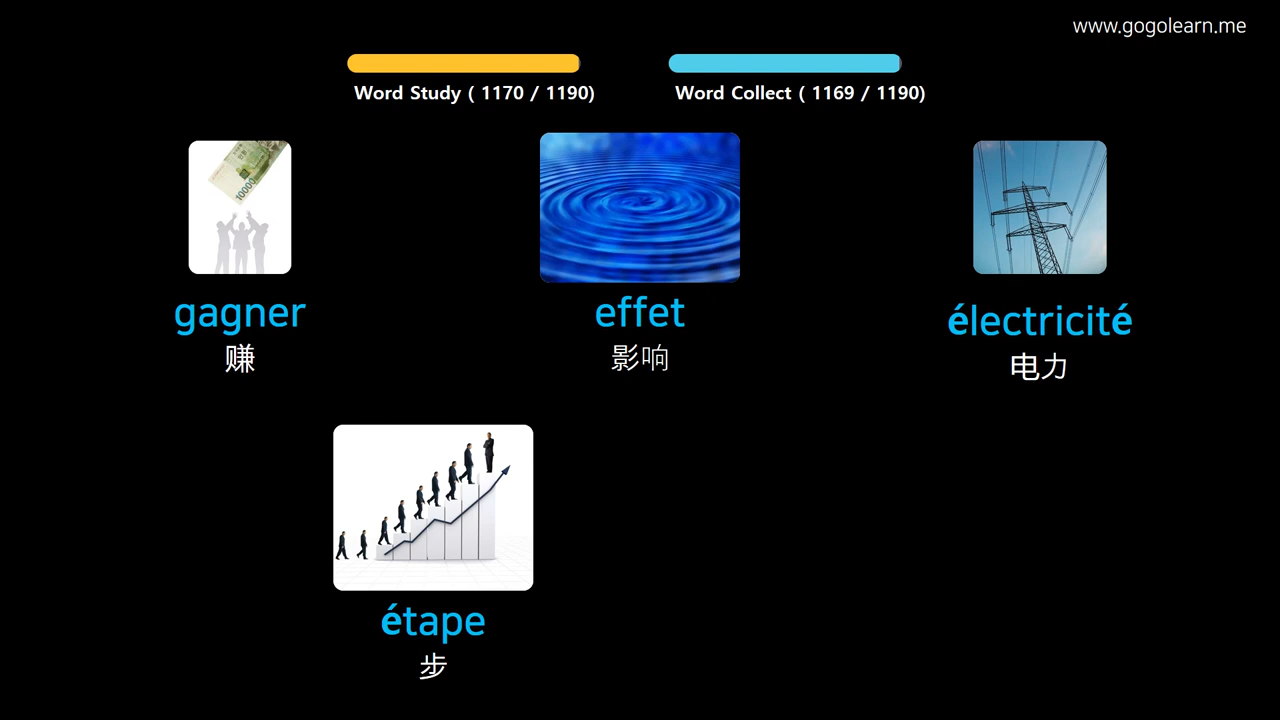 www.gogolearn.me
Word Study ( 1170 / 1190)
Word Collect ( 1169 / 1190)
10000
gagner
赚
effet
影响
électricité
电力
étape
步